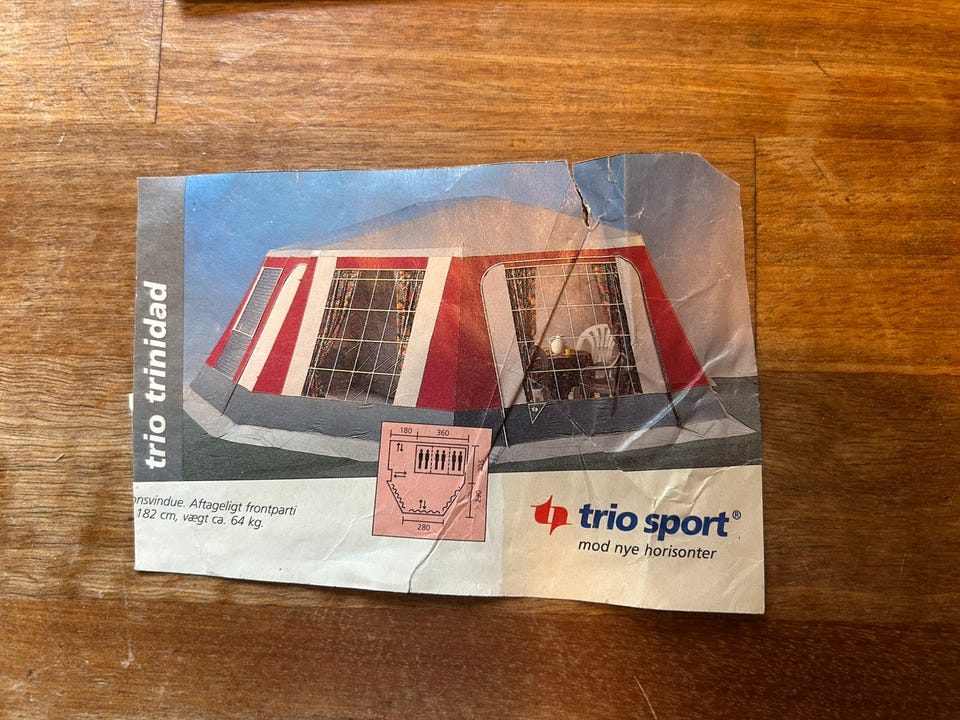 trio trinidad
onsvindue. Aftageligt frontparti
182 cm, vægt ca. 64 kg.
180 360
290
280
trio sport®
mod nye horisonter